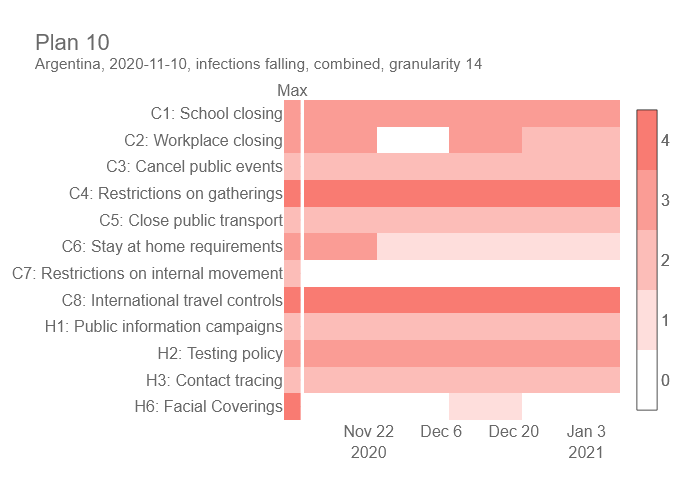 Plan 10
Argentina, 2020-11-10, infections falling, combined, granularity 14
Max
C1: School closing
C2: Workplace closing
C3: Cancel public events
C4: Restrictions on gatherings
C5: Close public transport
C6: Stay at home requirements
C7: Restrictions on internal movement
C8: International travel controls
H1: Public information campaigns
H2: Testing policy
H3: Contact tracing
H6: Facial Coverings
4
3
2
1
0
Nov 22 Dec 6 Dec 20 Jan 3
2020 2021